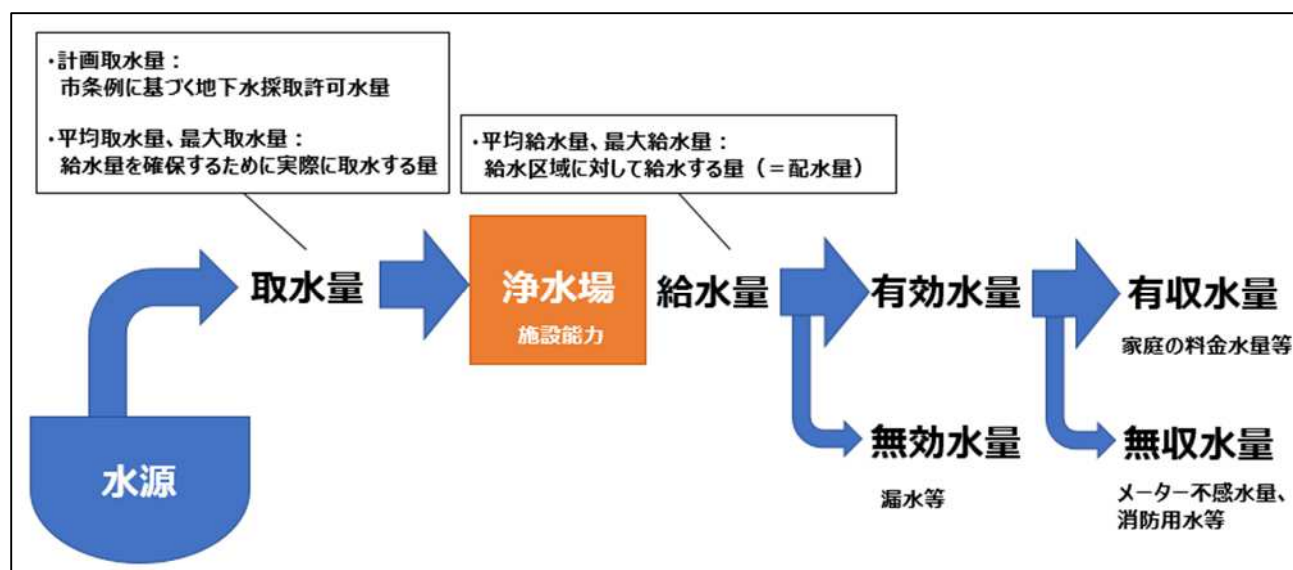 ・計画取水量：
市条例に基づく地下水採取許可水量
・平均取水量、最大取水量：
給水量を確保するために実際に取水する量
・平均給水量、最大給水量：
給水区域に対して給水する量（＝配水量）
取水量
浄水場
施設能力
給水量
有効水量
有収水量
家庭の料金水量等
水源
無効水量
漏水等
無収水量
メーター不感水量、
消防用水等